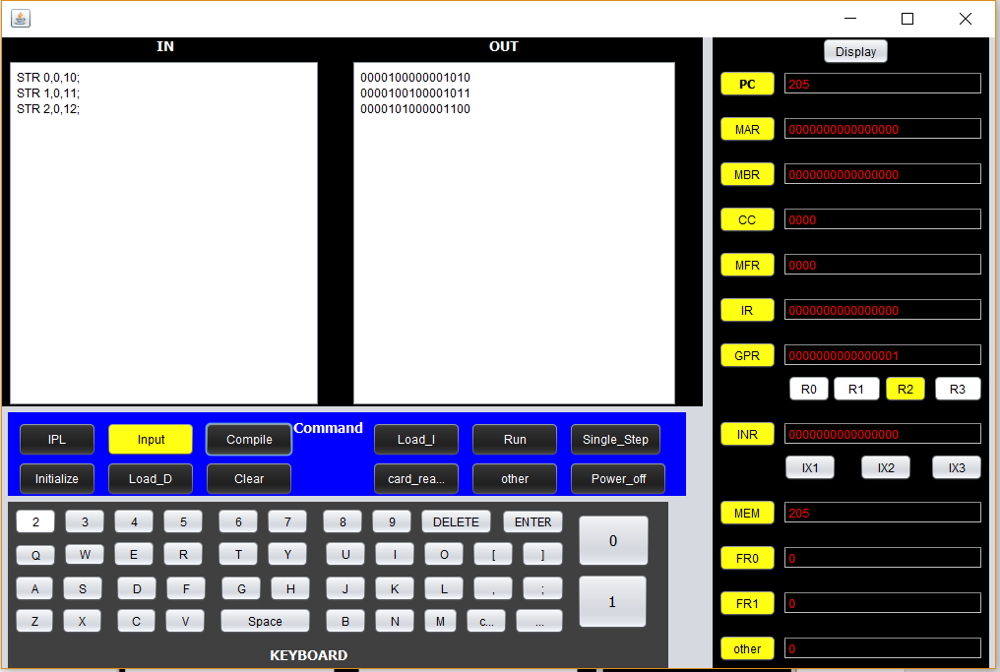 IN
OUT
STR 0,0,10;
STR 1,0,11;
STR 2,0,12;
0000100000001010
0000100100001011
0000101000001100
Display
PC 205
MAR 0000000000000000
MBR 0000000000000000
CC 0000
MFR 0000
IR 0000000000000000
GPR 0000000000000001
R0 R1 R2 R3
INR 0000000000000000
IX1 IX2 IX3
MEM 205
FR0 0
FR1 0
other 0
Command
IPL Input Compile Load_I Run Single_Step
Initialize Load_D Clear card_rea... other Power_off
2 3 4 5 6 7 8 9 DELETE ENTER
Q W E R T Y U I O [ ]
A S D F G H J K L , ;
Z X C V Space B N M c... ...
0
1
KEYBOARD